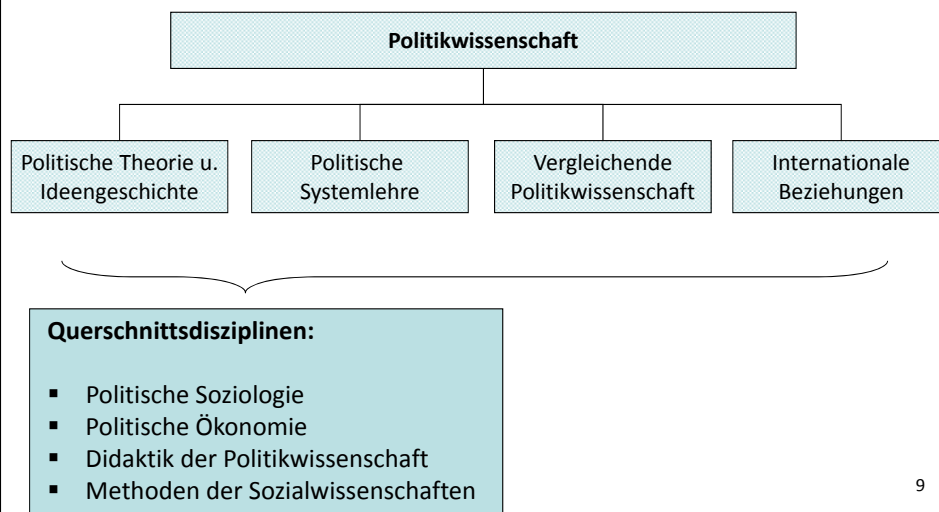 Politikwissenschaft
Politische Theorie u.
Ideengeschichte
Politische
Systemlehre
Vergleichende
Politikwissenschaft
Internationale
Beziehungen
Querschnittsdisziplinen:
▪ Politische Soziologie
▪ Politische Ökonomie
▪ Didaktik der Politikwissenschaft
▪ Methoden der Sozialwissenschaften
9